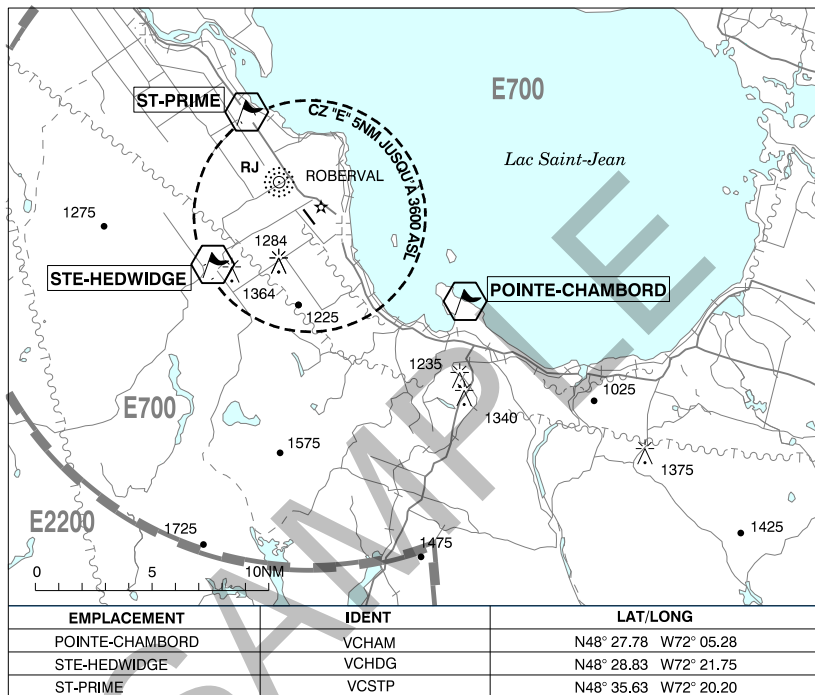 E700
ST-PRIME
CZ "E" 5NM JUSQU'À 3600 ASL
Lac Saint-Jean
RJ
ROBERVAL
1275
1284
STE-HEDWIDGE
1364
POINTE-CHAMBORD
1225
1235
1025
E700
1340
1575
1375
E2200
1725
1475
1425
0 5 10NM
SAMPLE
EMPLACEMENT IDENT LAT/LONG
POINTE-CHAMBORD VCHAM N48° 27.78 W72° 05.28
STE-HEDWIDGE VCHDG N48° 28.83 W72° 21.75
ST-PRIME VCSTP N48° 35.63 W72° 20.20